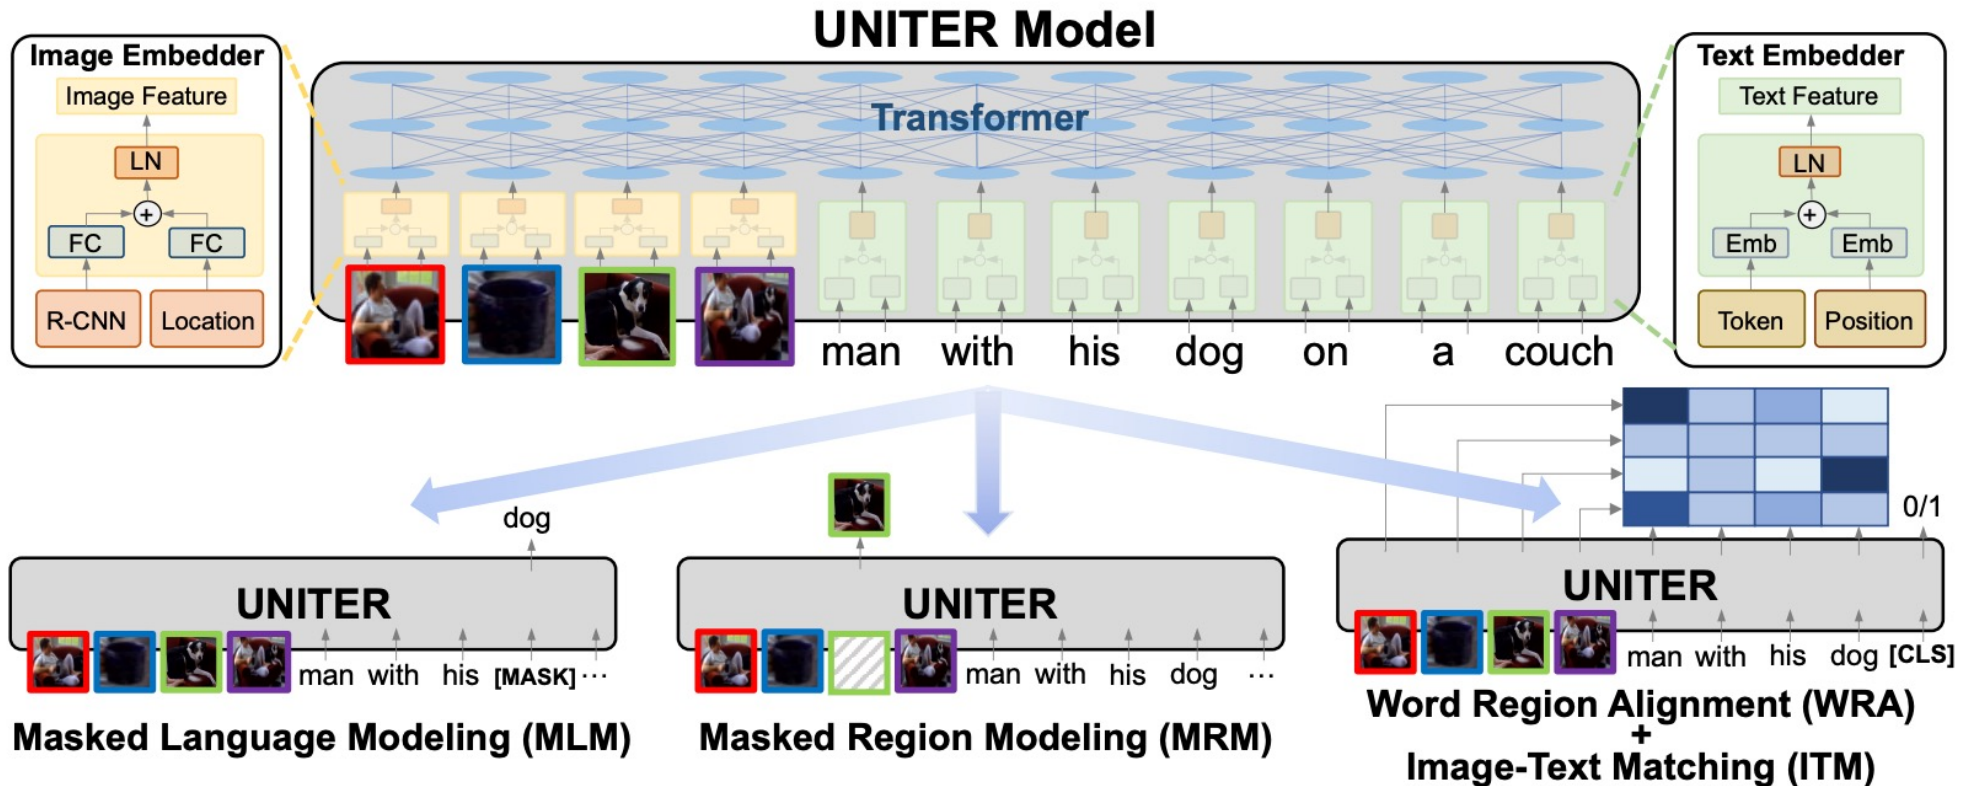 UNITER Model
Image Embedder
Image Feature
LN
+
FC FC
R-CNN Location
Transformer
man with his dog on a couch
Text Embedder
Text Feature
LN
+
Emb Emb
Token Position
dog
UNITER
man with his [MASK] ...
Masked Language Modeling (MLM)
UNITER
man with his dog ...
Masked Region Modeling (MRM)
0/1
UNITER
man with his dog [CLS]
Word Region Alignment (WRA)
+
Image-Text Matching (ITM)